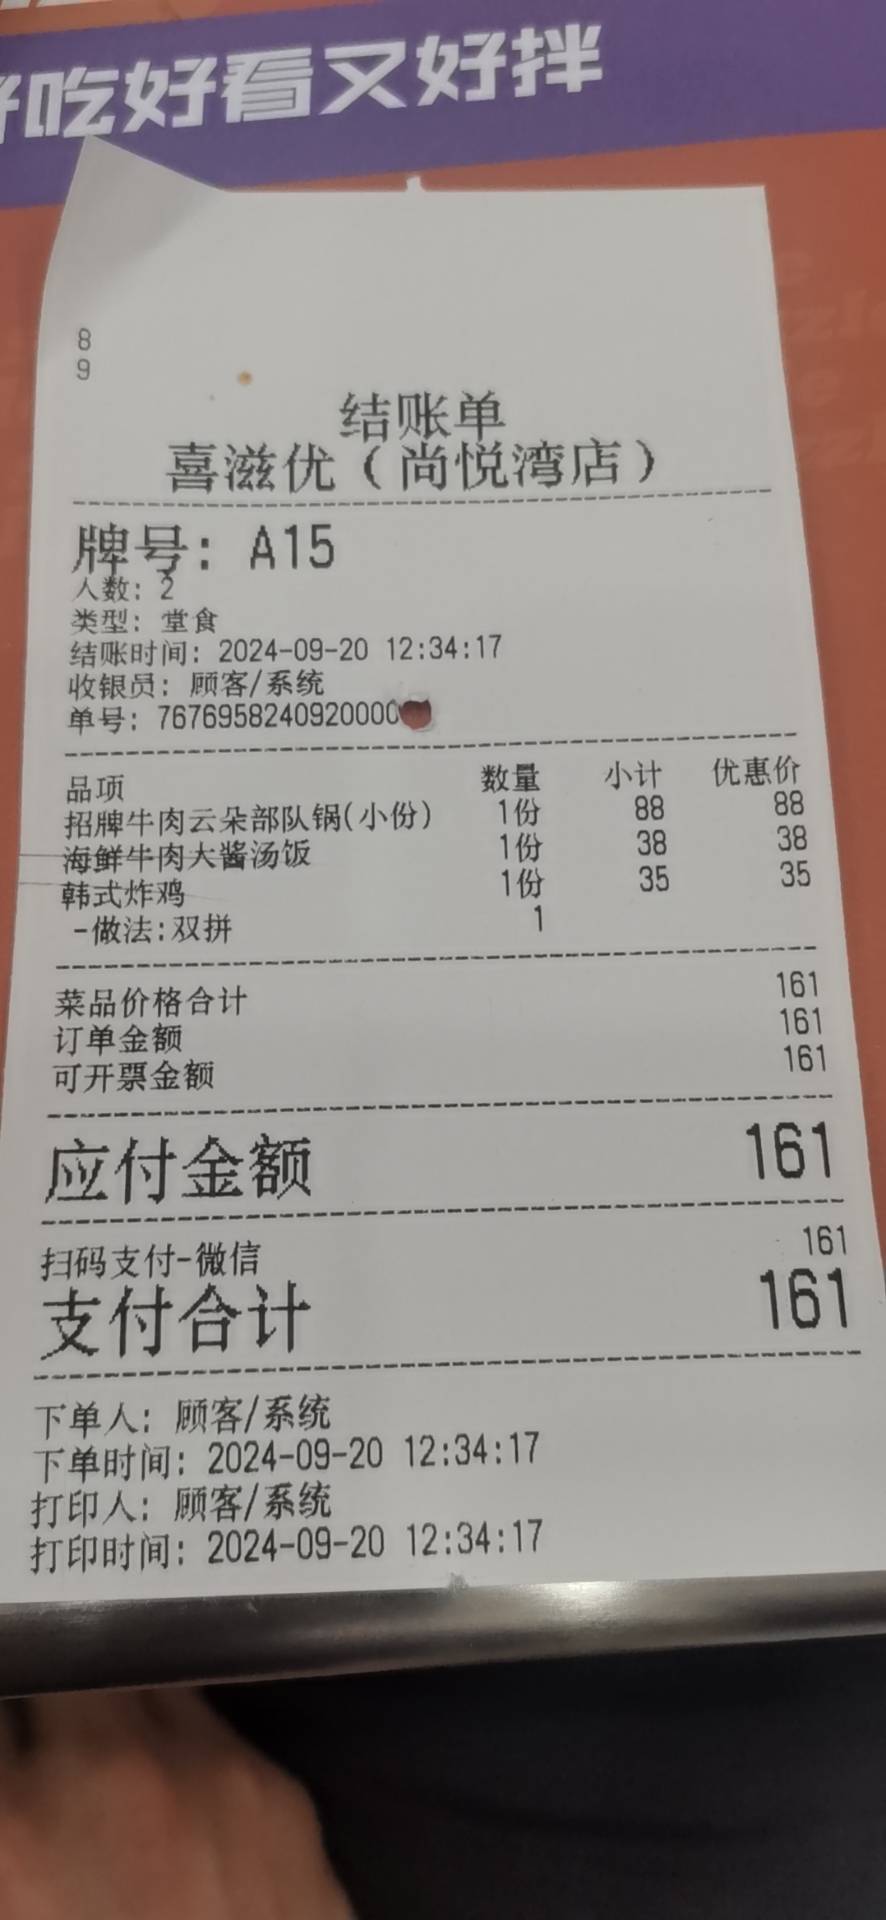 好吃好看又好拌
8
9
结账单
喜滋优(尚悦湾店)
牌号: A15
人数: 2
类型: 堂食
结账时间: 2024-09-20 12:34:17
收银员: 顾客/系统
单号: 7676958240920000
品项 数量 小计 优惠价
招牌牛肉云朵部队锅(小份) 1份 88 88
海鲜牛肉大酱汤饭 1份 38 38
韩式炸鸡 1份 35 35
-做法:双拼 1
菜品价格合计 161
订单金额 161
可开票金额 161
应付金额 161
扫码支付-微信 161
支付合计 161
下单人: 顾客/系统
下单时间: 2024-09-20 12:34:17
打印人: 顾客/系统
打印时间: 2024-09-20 12:34:17